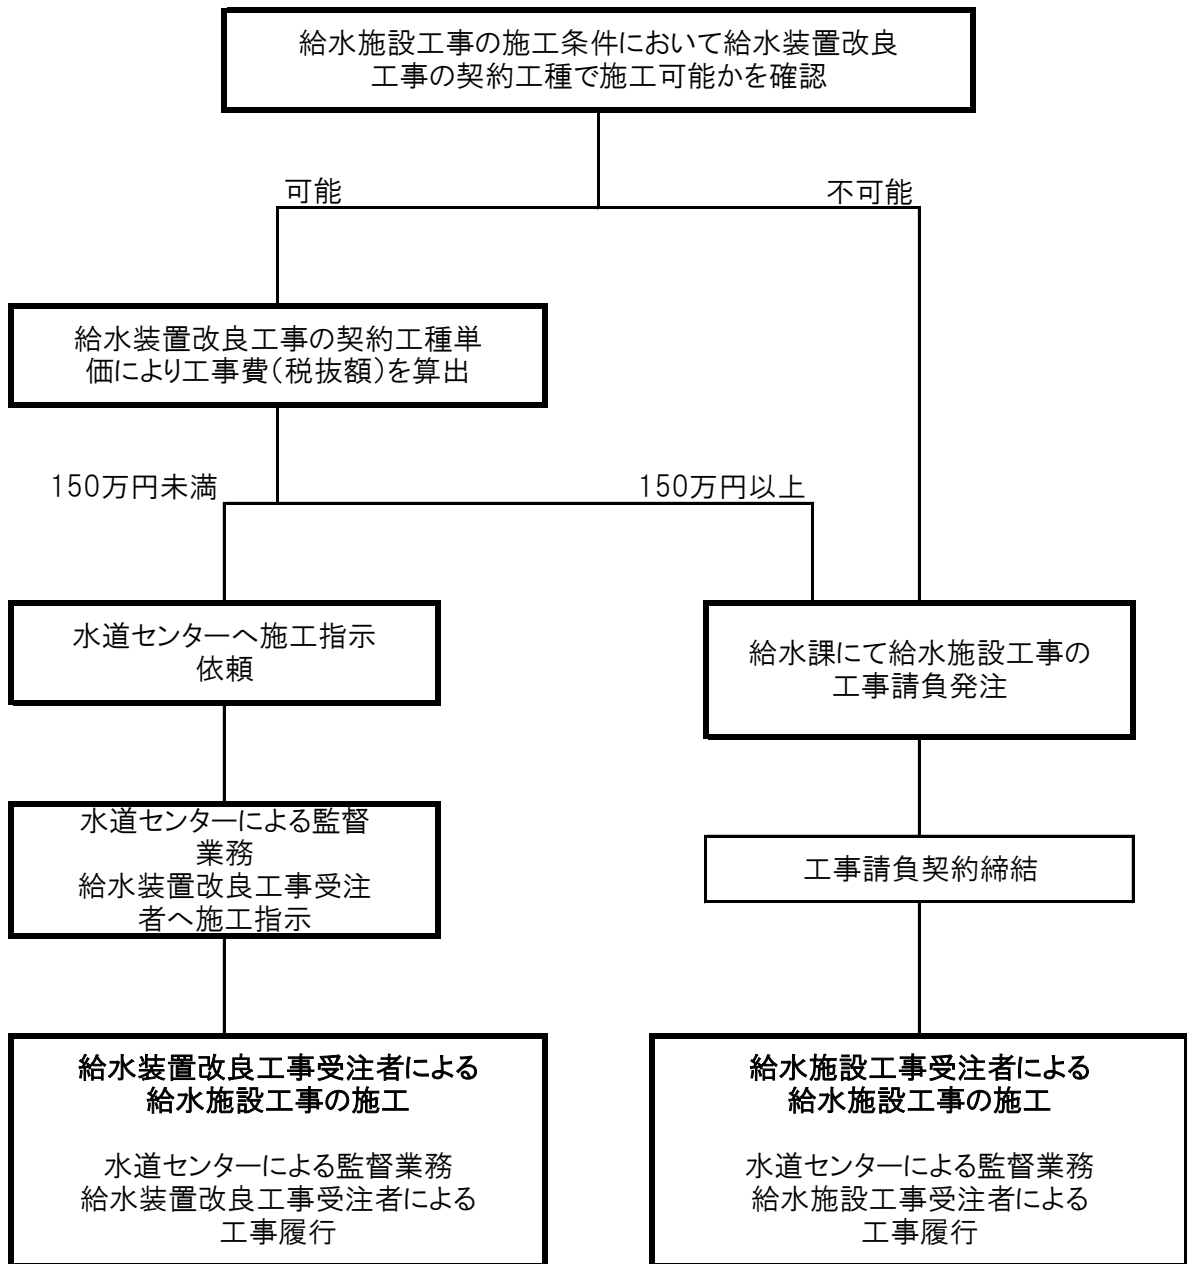 給水施設工事の施工条件において給水装置改良
工事の契約工種で施工可能かを確認
可能
不可能
給水装置改良工事の契約工種単
価により工事費(税抜額)を算出
150万円未満
150万円以上
水道センターへ施工指示
依頼
給水課にて給水施設工事の
工事請負発注
水道センターによる監督
業務
給水装置改良工事受注
者へ施工指示
工事請負契約締結
給水装置改良工事受注者による
給水施設工事の施工
水道センターによる監督業務
給水装置改良工事受注者による
工事履行
給水施設工事受注者による
給水施設工事の施工
水道センターによる監督業務
給水施設工事受注者による
工事履行